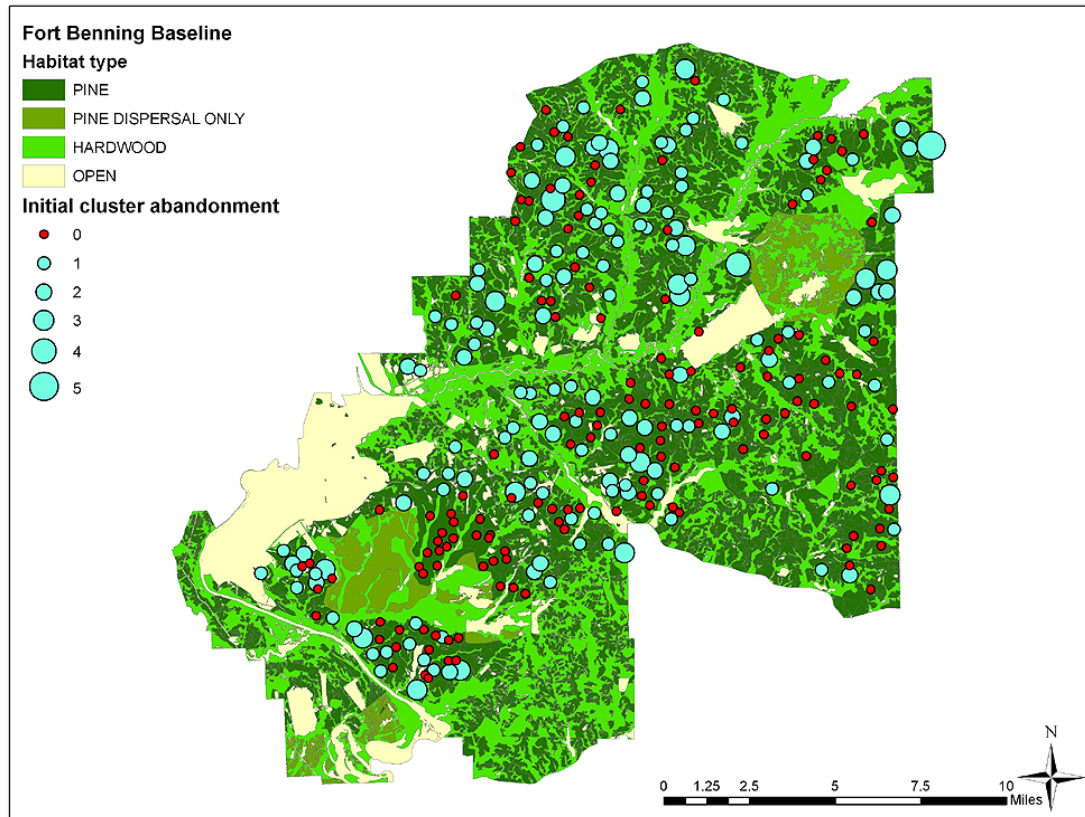 Fort Benning Baseline
Habitat type
PINE
PINE DISPERSAL ONLY
HARDWOOD
OPEN
Initial cluster abandonment
0
1
2
3
4
5
N
0 1.25 2.5 5 7.5 10
Miles